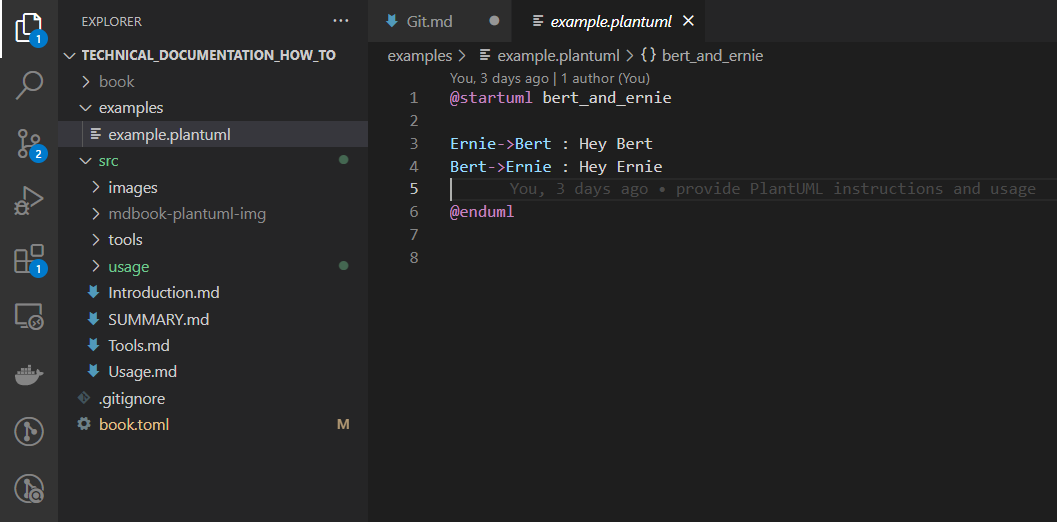 EXPLORER ...
TECHNICAL_DOCUMENTATION_HOW_TO
book
examples
example.plantuml
src
images
mdbook-plantuml-img
tools
usage
Introduction.md
SUMMARY.md
Tools.md
Usage.md
.gitignore
book.toml M
1
2
1
Git.md example.plantuml
examples > example.plantuml > {} bert_and_ernie
You, 3 days ago | 1 author (You)
1 @startuml bert_and_ernie
2
3 Ernie->Bert : Hey Bert
4 Bert->Ernie : Hey Ernie
5 You, 3 days ago • provide PlantUML instructions and usage
6 @enduml
7
8